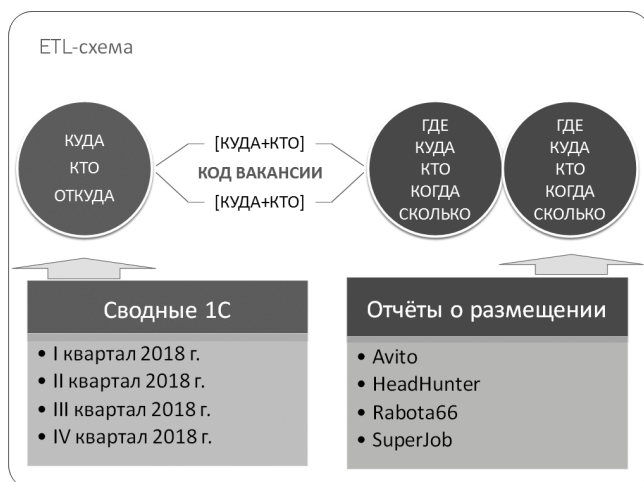 ETL-схема
КУДА
КТО
ОТКУДА
[КУДА+КТО]
КОД ВАКАНСИИ
[КУДА+КТО]
ГДЕ
КУДА
КТО
КОГДА
СКОЛЬКО
ГДЕ
КУДА
КТО
КОГДА
СКОЛЬКО
Сводные 1С
• I квартал 2018 г.
• II квартал 2018 г.
• III квартал 2018 г.
• IV квартал 2018 г.
Отчёты о размещении
• Avito
• HeadHunter
• Rabota66
• SuperJob